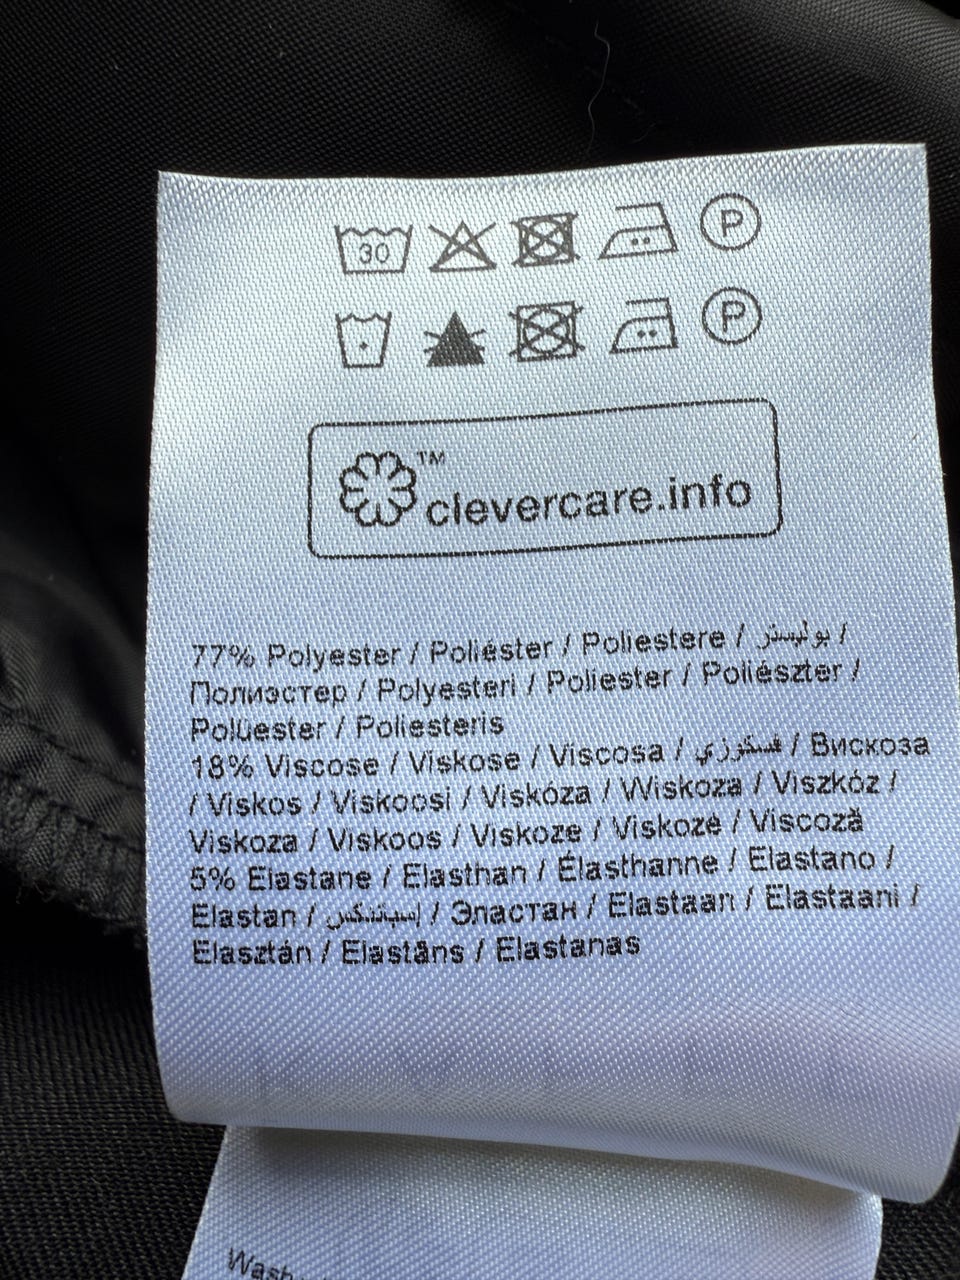 30
P
P
™
clevercare.info
77% Polyester / Poliéster / Poliestere / بوليستر /
Полиэстер / Polyesteri / Poliester / Poliészter /
Polüester / Poliesteris
18% Viscose / Viskose / Viscosa / فسكوزي / Вискоза
/ Viskos / Viskoosi / Viskóza / Wiskoza / Viszkóz /
Viskoza / Viskoos / Viskoze / Viskozė / Viscoză
5% Elastane / Elasthan / Élasthanne / Elastano /
Elastan / إسپتنكس / Эластан / Elastaan / Elastaani /
Elasztán / Elastāns / Elastanas